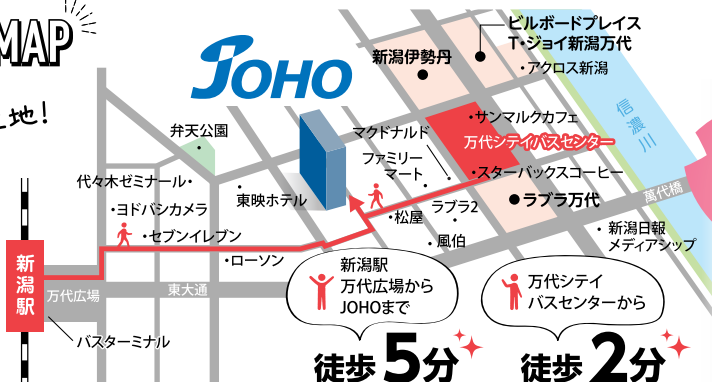 MAP
地!
JOHO
ビルボードプレイス
T・ジョイ新潟万代
新潟伊勢丹
・アクロス新潟
信濃川
・サンマルクカフェ
マクドナルド
万代シテイバスセンター
弁天公園
ファミリー
マート
・スターバックスコーヒー
代々木ゼミナール・
東映ホテル
ラブラ万代
萬代橋
・ヨドバシカメラ
・松屋
ラブラ2
・セブンイレブン
・風伯
・新潟日報
メディアシップ
・ローソン
新潟駅
万代広場
東大通
バスターミナル
新潟駅
万代広場から
JOHOまで
徒歩5分
万代シテイ
バスセンターから
徒歩2分